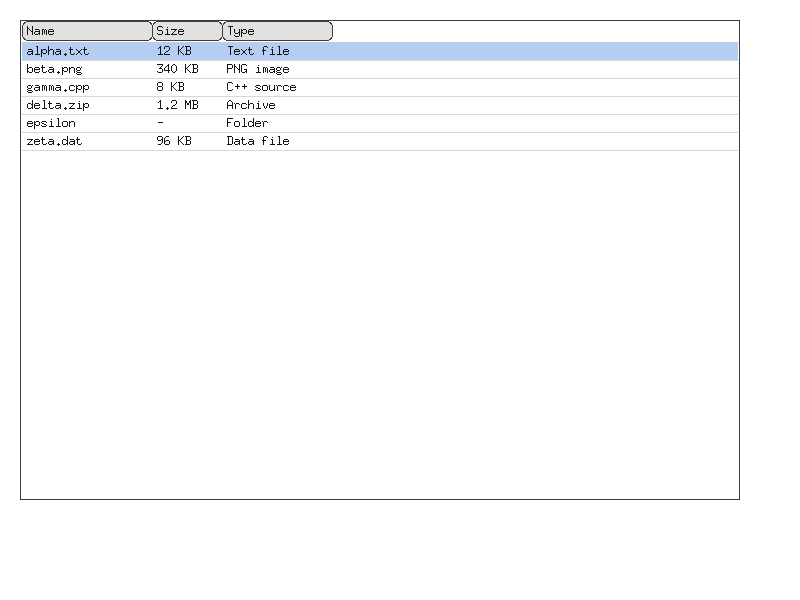 Name Size Type
alpha.txt 12 KB Text file
beta.png 340 KB PNG image
gamma.cpp 8 KB C++ source
delta.zip 1.2 MB Archive
epsilon - Folder
zeta.dat 96 KB Data file